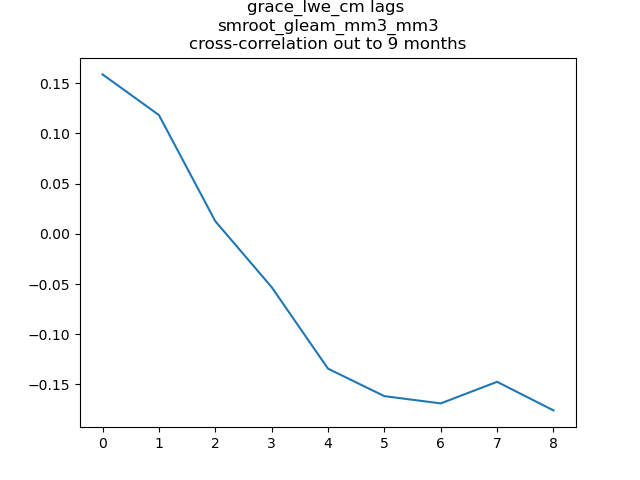 grace_lwe_cm lags
smroot_gleam_mm3_mm3
cross-correlation out to 9 months
0.15
0.10
0.05
0.00
−0.05
−0.10
−0.15
0 1 2 3 4 5 6 7 8